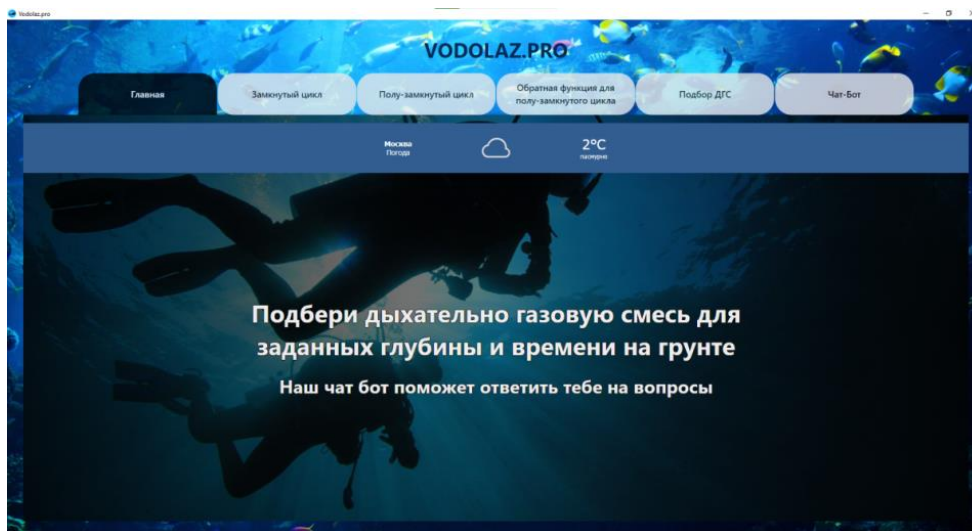 Vodolaz.pro
VODOLAZ.PRO
Главная
Замкнутый цикл
Полу-замкнутый цикл
Обратная функция для
полу-замкнутого цикла
Подбор ДГС
Чат-Бот
Москва
Погода
2°C
пасмурно
Подбери дыхательно газовую смесь для
заданных глубины и времени на грунте
Наш чат бот поможет ответить тебе на вопросы